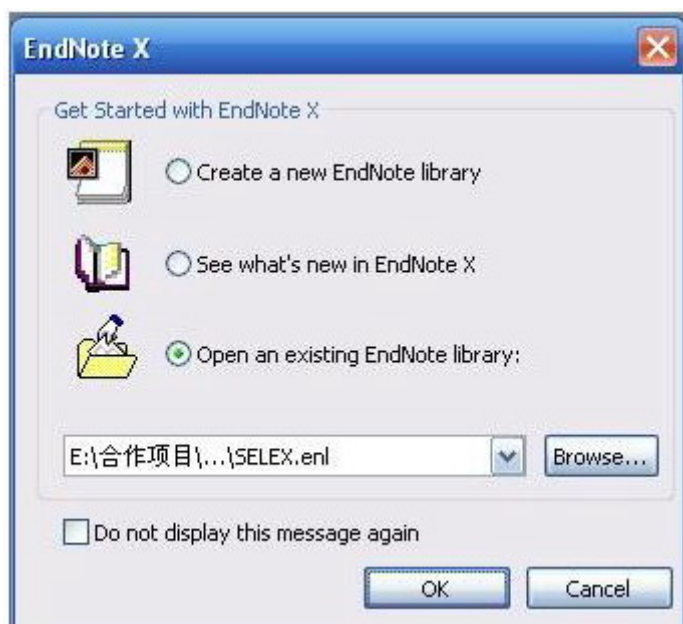 EndNote X
Get Started with EndNote X
Create a new EndNote library
See what's new in EndNote X
Open an existing EndNote library:
E:\合作项目\...\SELEX.enl
Browse...
Do not display this message again
OK
Cancel